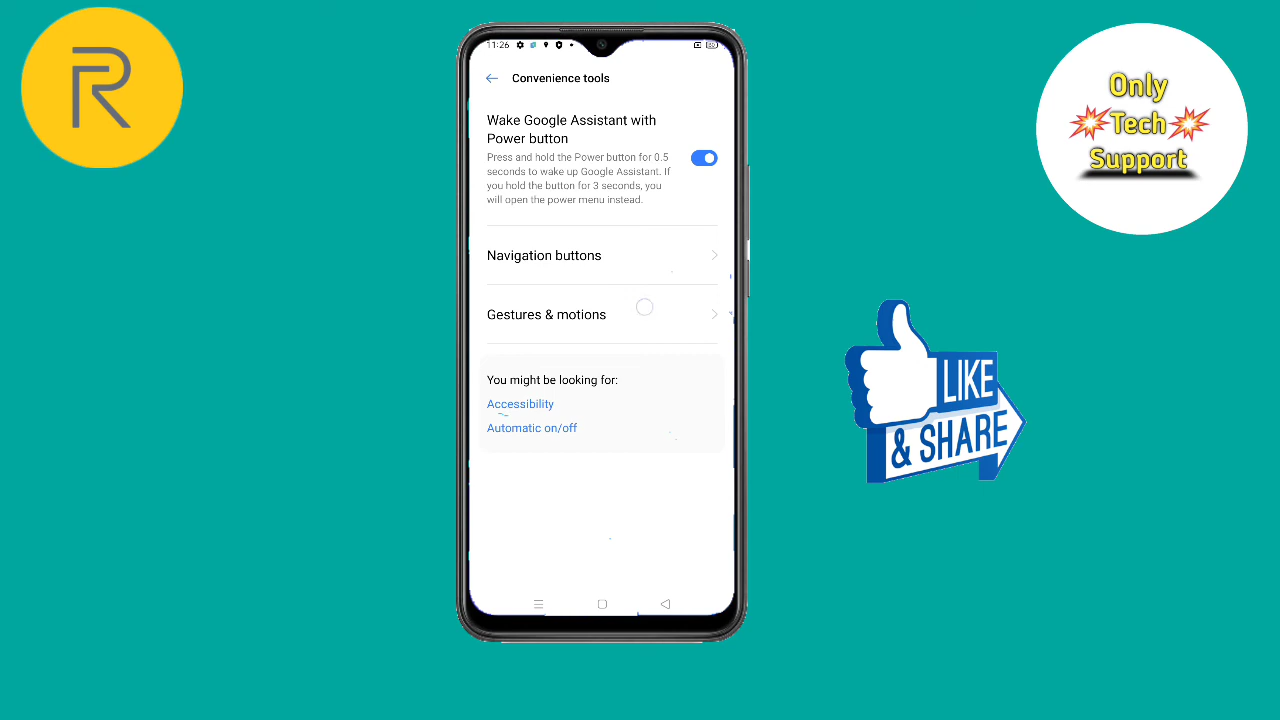 R
11:26
Convenience tools
Wake Google Assistant with
Power button
Press and hold the Power button for 0.5
seconds to wake up Google Assistant. If
you hold the button for 3 seconds, you
will open the power menu instead.
Navigation buttons
Gestures & motions
You might be looking for:
Accessibility
Automatic on/off
Only
Tech
Support
LIKE
& SHARE